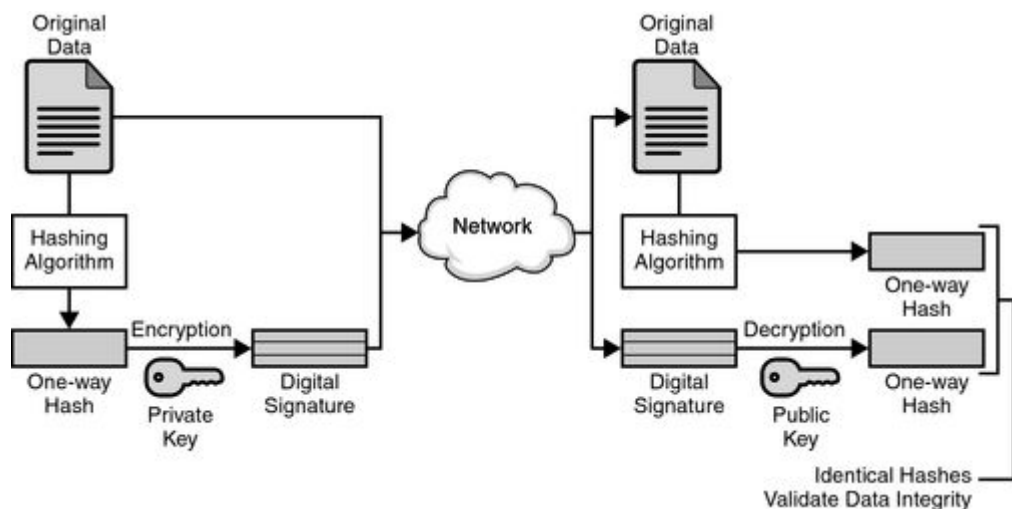 Original
Data
Hashing
Algorithm
One-way
Hash
Encryption
Private
Key
Digital
Signature
Network
Original
Data
Hashing
Algorithm
One-way
Hash
Digital
Signature
Decryption
Public
Key
One-way
Hash
Identical Hashes
Validate Data Integrity